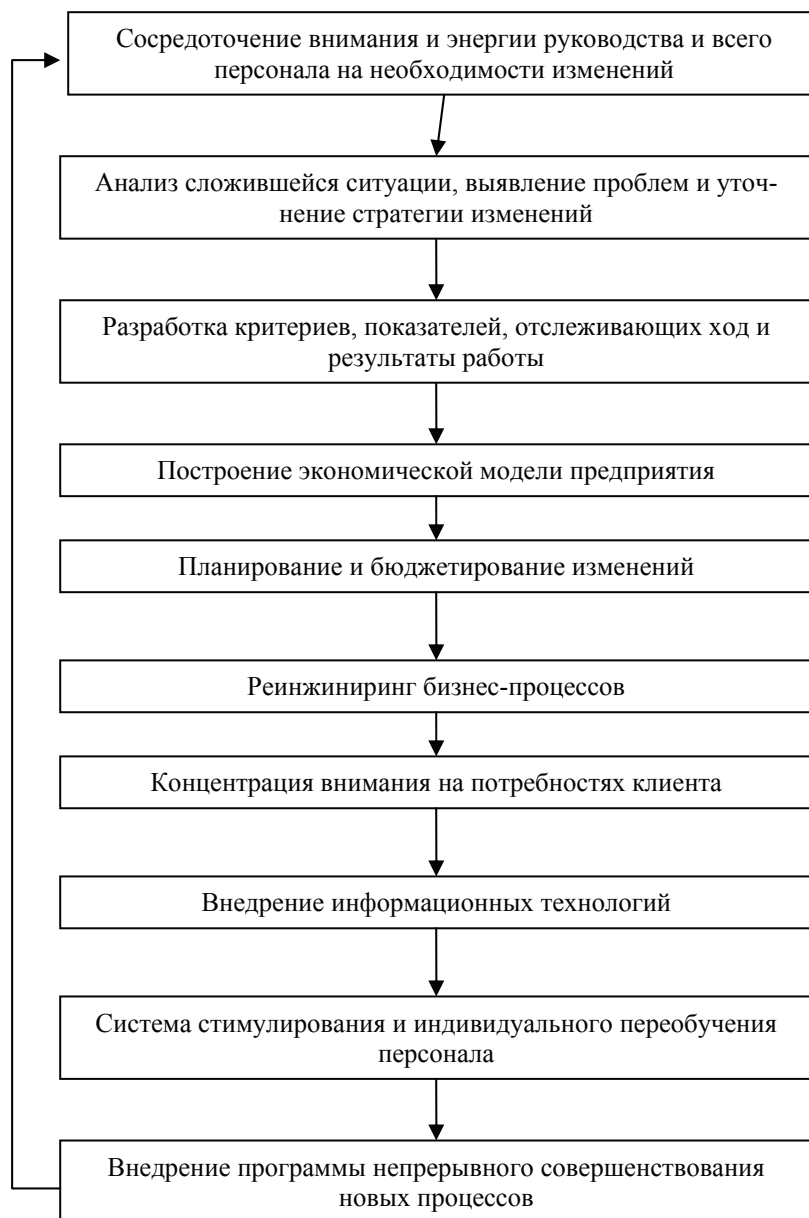 Сосредоточение внимания и энергии руководства и всего
персонала на необходимости изменений
Анализ сложившейся ситуации, выявление проблем и уточ-
нение стратегии изменений
Разработка критериев, показателей, отслеживающих ход и
результаты работы
Построение экономической модели предприятия
Планирование и бюджетирование изменений
Реинжиниринг бизнес-процессов
Концентрация внимания на потребностях клиента
Внедрение информационных технологий
Система стимулирования и индивидуального переобучения
персонала
Внедрение программы непрерывного совершенствования
новых процессов